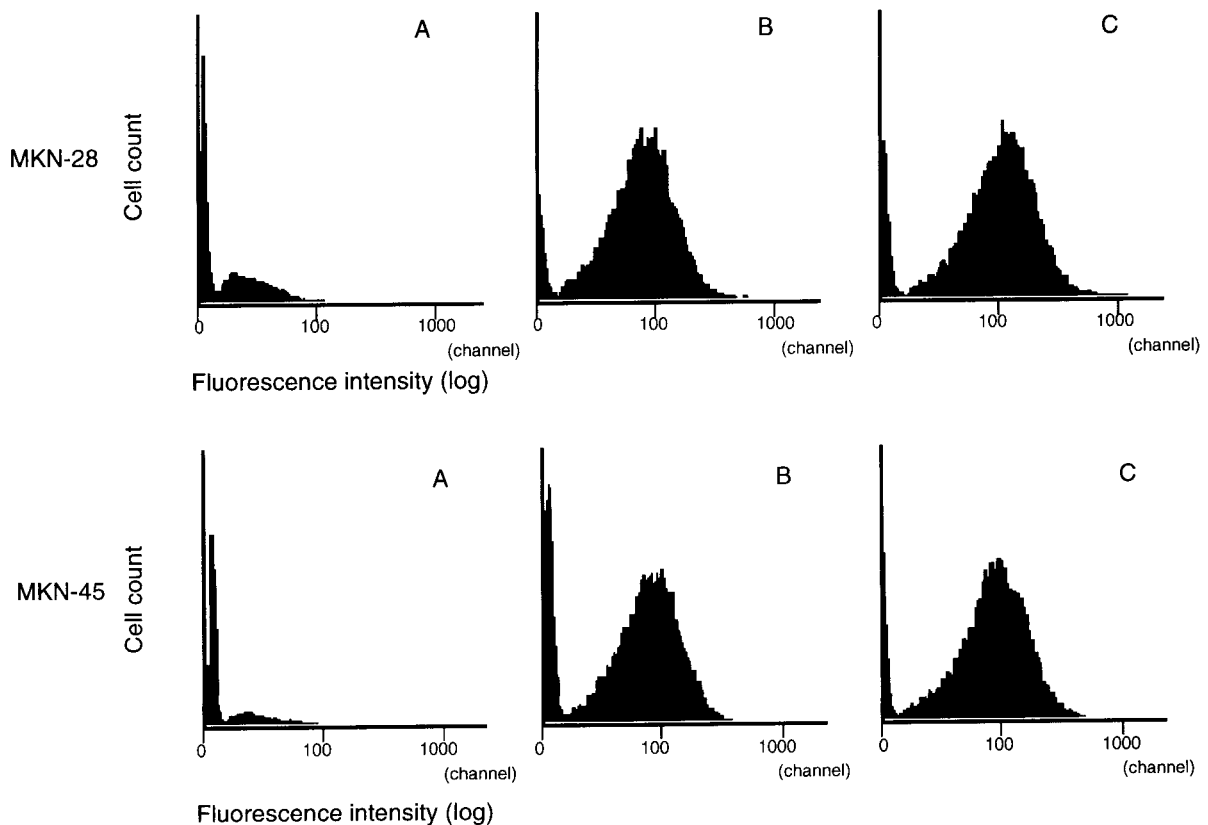 A
B
C
MKN-28
Cell count
0 100 1000
(channel)
0 100 1000
(channel)
0 100 1000
(channel)
Fluorescence intensity (log)
A
B
C
MKN-45
Cell count
0 100 1000
(channel)
0 100 1000
(channel)
0 100 1000
(channel)
Fluorescence intensity (log)